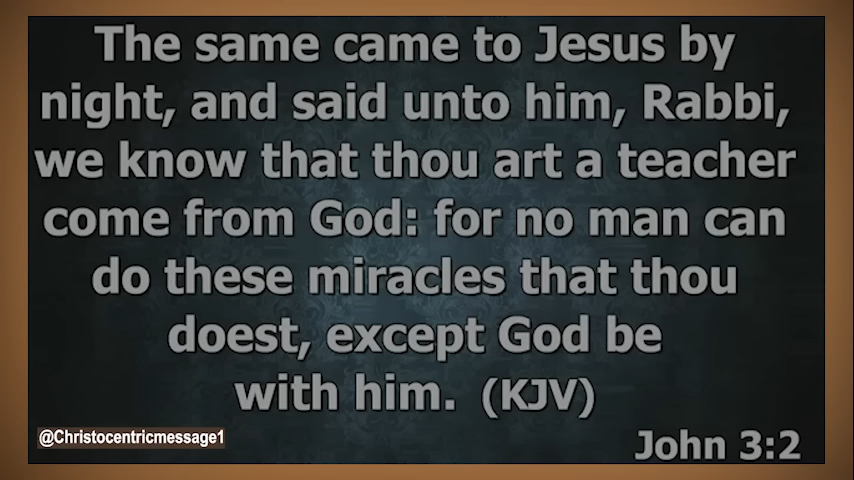 The same came to Jesus by
night, and said unto him, Rabbi,
we know that thou art a teacher
come from God: for no man can
do these miracles that thou
doest, except God be
with him. (KJV)
@Christocentricmessage1
John 3:2